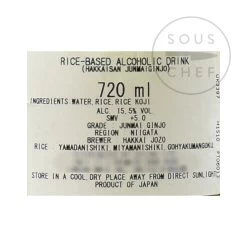 SOUS
CHEF
RICE-BASED ALCOHOLIC DRINK
(HAKKAISAN JUNMAI GINJO)
720 ml
INGREDIENTS WATER, RICE, RICE KOJI
ALC. 15.5% VOL
SMV +5.0
GRADE JUNMAI GINJO
REGION NIIGATA
BREWER HAKKAI JOZO
RICE YAMADANISHIKI, MIYAMANISHIKI, GOHYAKUMANGOKU
STORE IN A COOL DRY PLACE AWAY FROM DIRECT SUNLIGHT
PRODUCT OF JAPAN